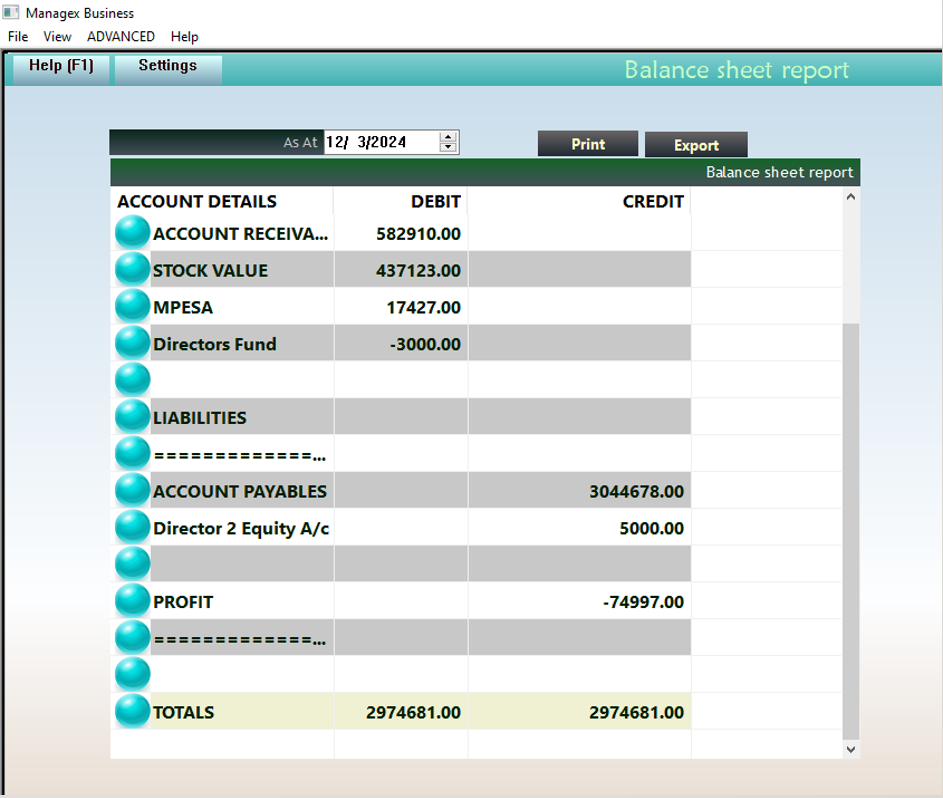 Managex Business
File View ADVANCED Help
Help (F1) Settings Balance sheet report
As At 12/ 3/2024 Print Export
Balance sheet report
ACCOUNT DETAILS DEBIT CREDIT
ACCOUNT RECEIVA... 582910.00
STOCK VALUE 437123.00
MPESA 17427.00
Directors Fund -3000.00
LIABILITIES
=============...
ACCOUNT PAYABLES 3044678.00
Director 2 Equity A/c 5000.00
PROFIT -74997.00
=============...
TOTALS 2974681.00 2974681.00